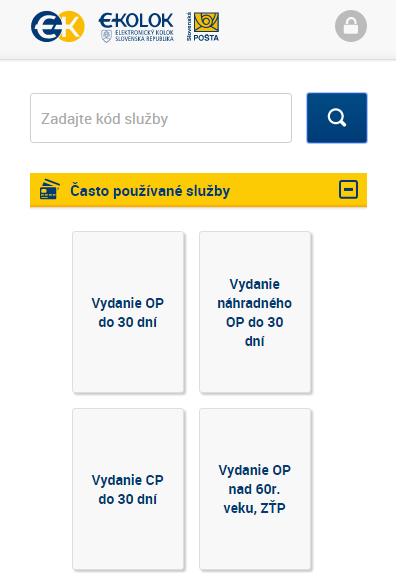 EKOLOK
ELEKTRONICKÝ KOLOK
SLOVENSKÁ REPUBLIKA
Slovenská
POŠTA
Zadajte kód služby
Často používané služby
Vydanie OP
do 30 dní
Vydanie
náhradného
OP do 30
dní
Vydanie CP
do 30 dní
Vydanie OP
nad 60r.
veku, ZŤP